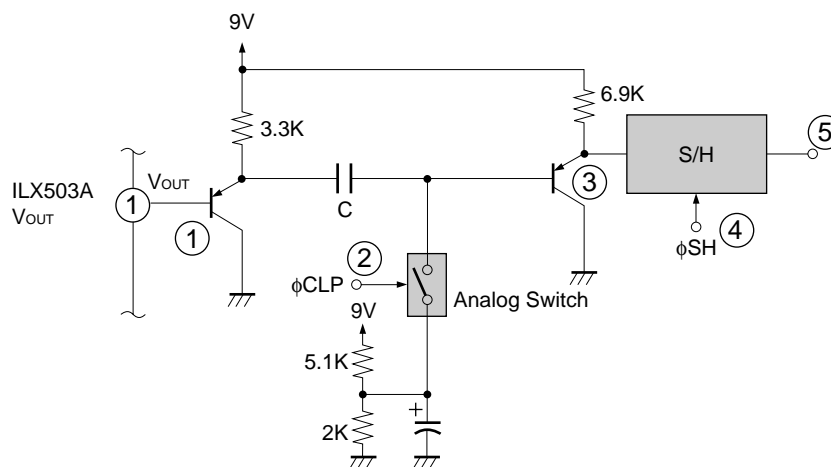 9V
3.3K
6.9K
S/H
⑤
ILX503A
VOUT
①
VOUT
①
C
③
④
φSH
②
φCLP
Analog Switch
9V
5.1K
2K
+